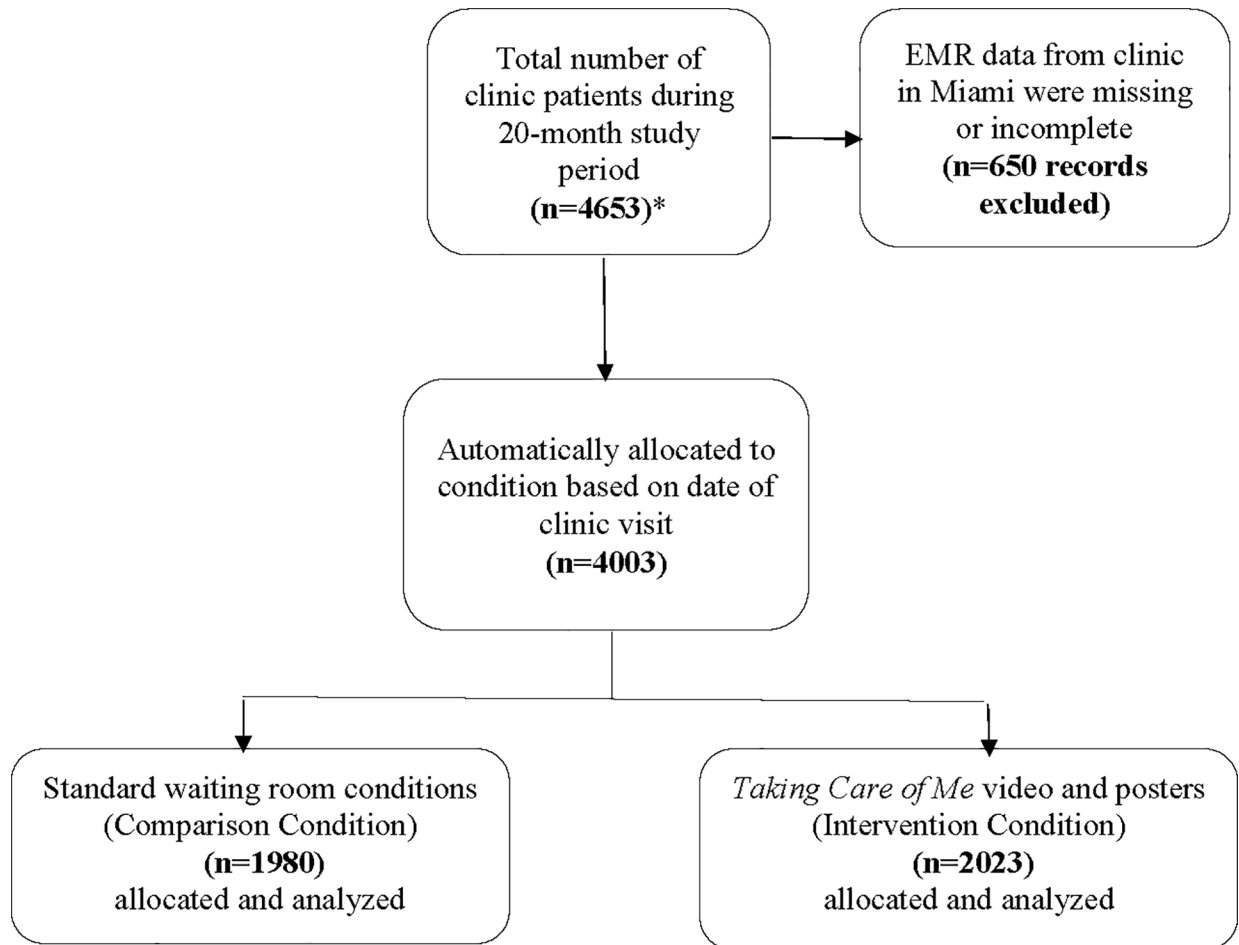 Total number of
clinic patients during
20-month study
period
(n=4653)*
EMR data from clinic
in Miami were missing
or incomplete
(n=650 records
excluded)
Automatically allocated to
condition based on date of
clinic visit
(n=4003)
Standard waiting room conditions
(Comparison Condition)
(n=1980)
allocated and analyzed
Taking Care of Me video and posters
(Intervention Condition)
(n=2023)
allocated and analyzed